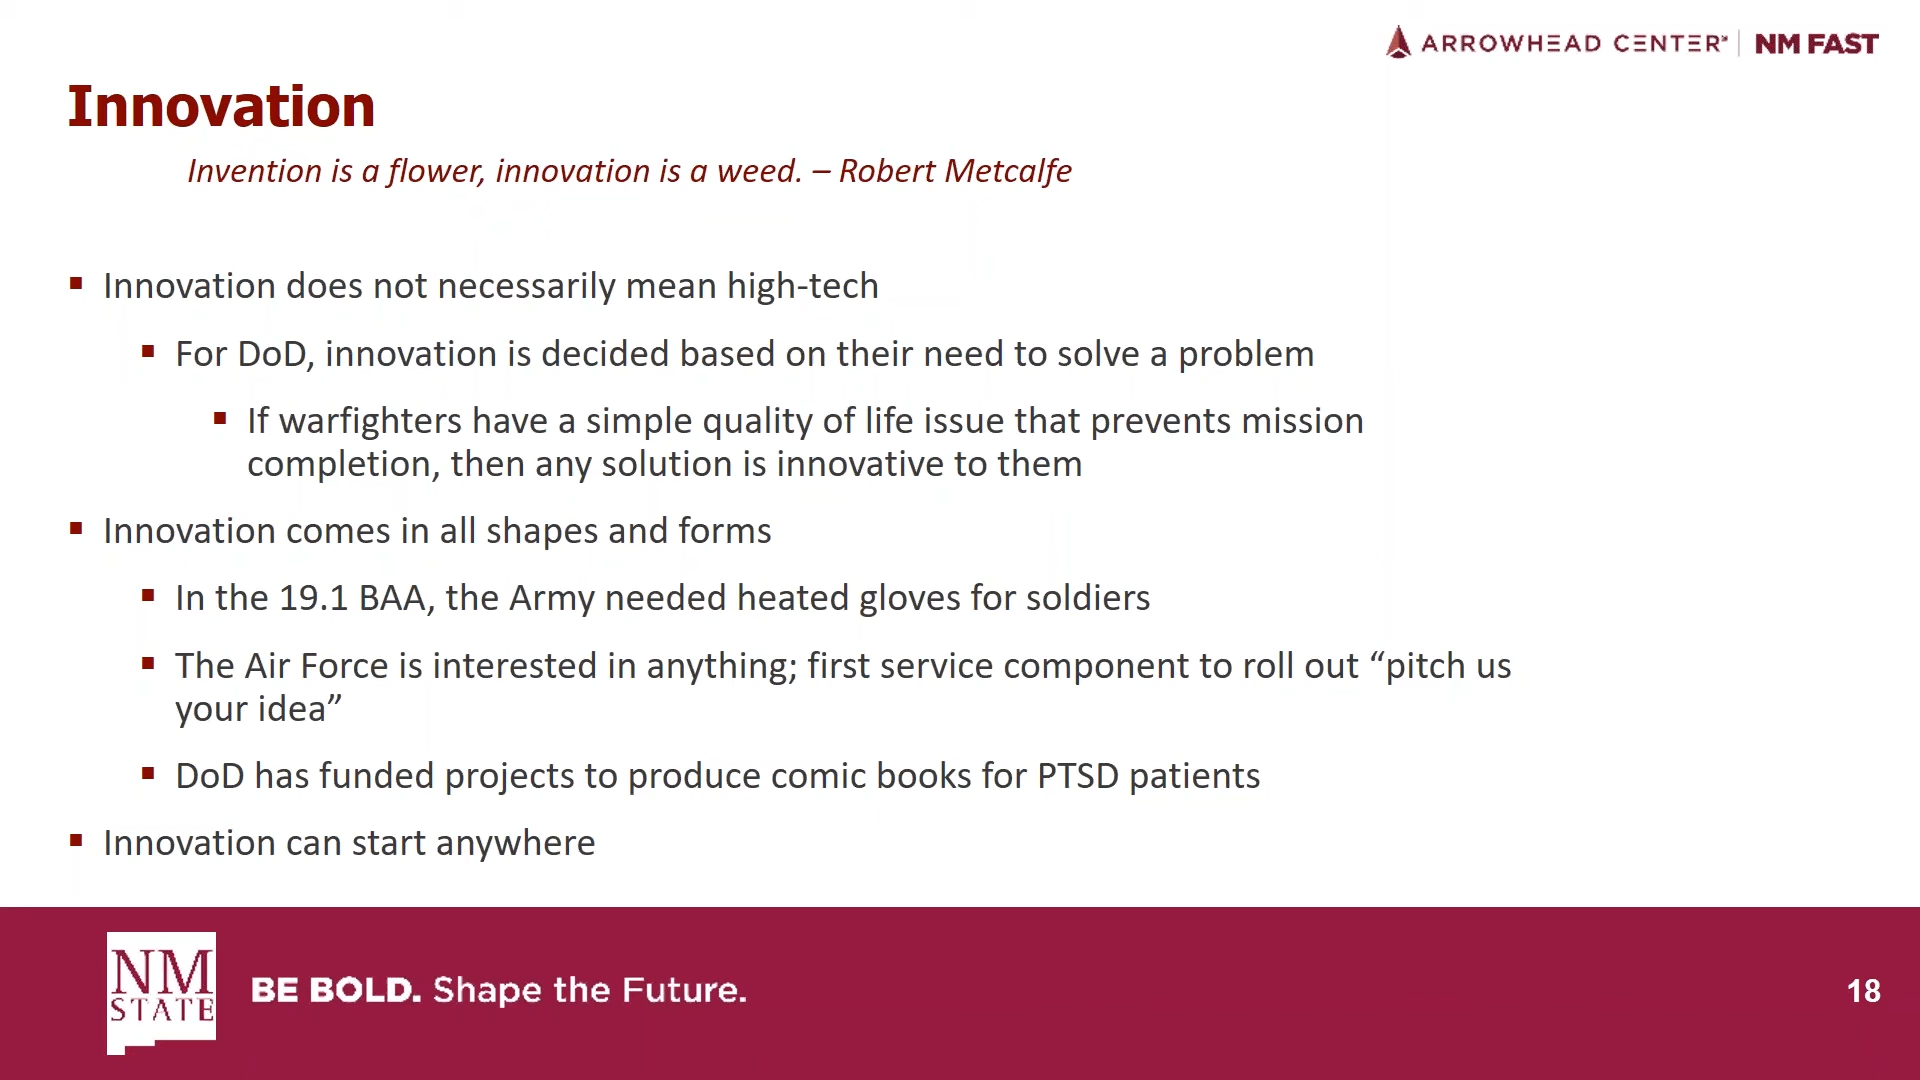 ARROWHEAD CENTER | NM FAST
Innovation
Invention is a flower, innovation is a weed. – Robert Metcalfe
▪ Innovation does not necessarily mean high-tech
▪ For DoD, innovation is decided based on their need to solve a problem
▪ If warfighters have a simple quality of life issue that prevents mission
completion, then any solution is innovative to them
▪ Innovation comes in all shapes and forms
▪ In the 19.1 BAA, the Army needed heated gloves for soldiers
▪ The Air Force is interested in anything; first service component to roll out “pitch us
your idea”
▪ DoD has funded projects to produce comic books for PTSD patients
▪ Innovation can start anywhere
NM
STATE
BE BOLD. Shape the Future.
18